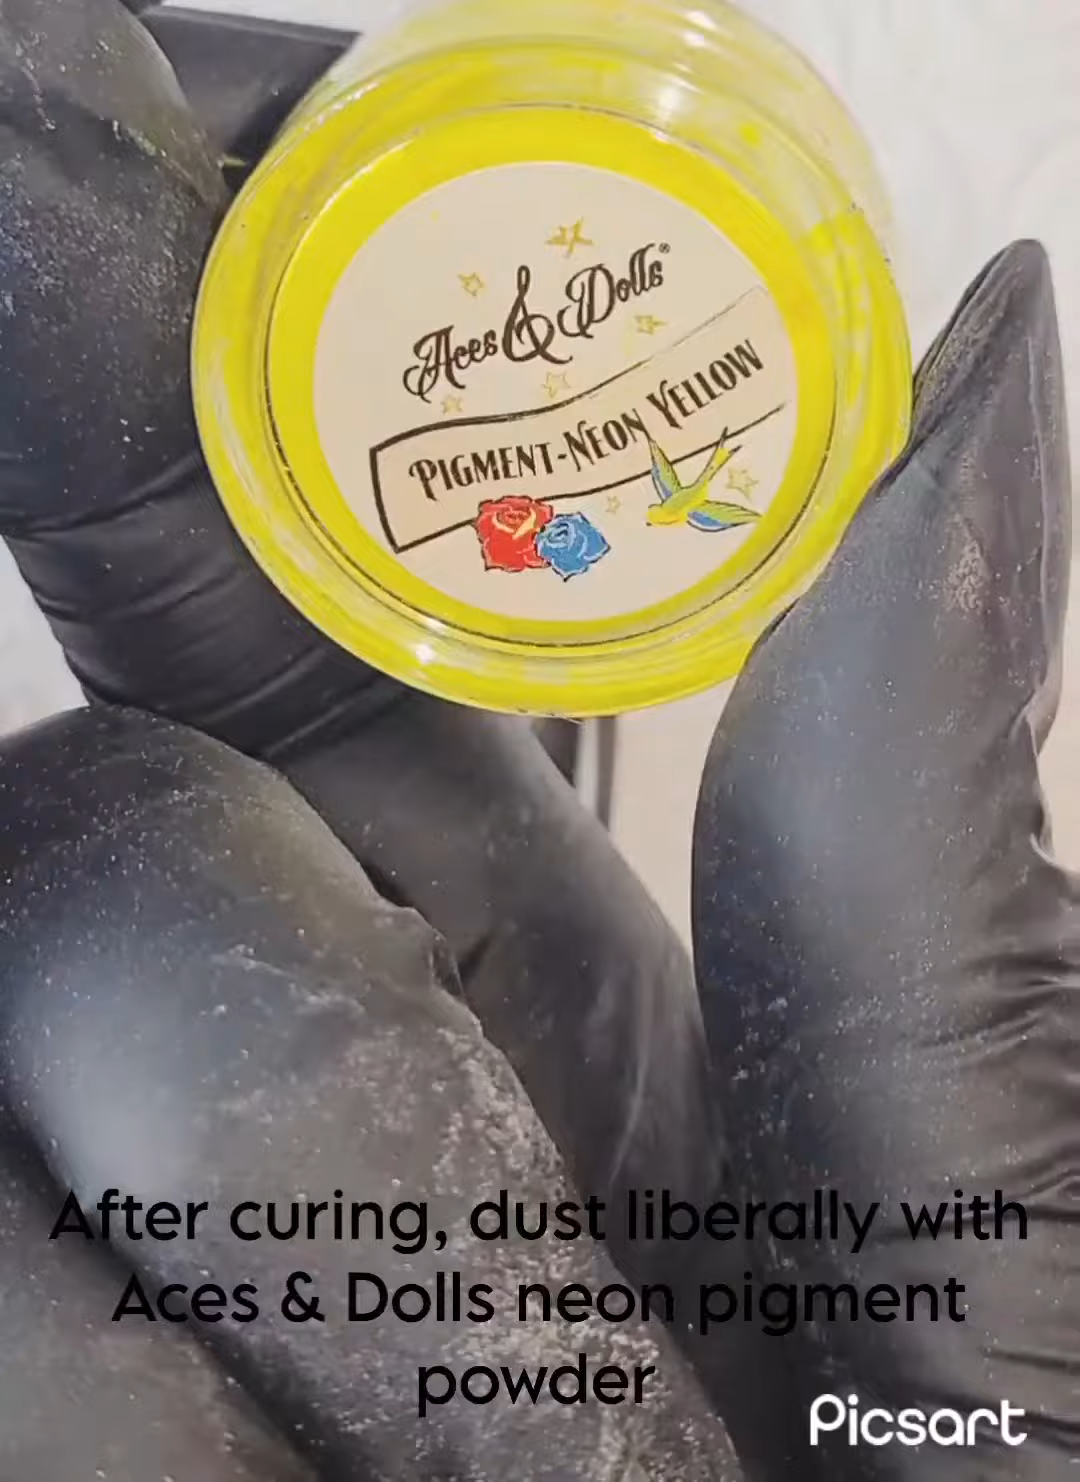 Aces & Dolls®
PIGMENT-NEON YELLOW
After curing, dust liberally with
Aces & Dolls neon pigment
powder
Picsart